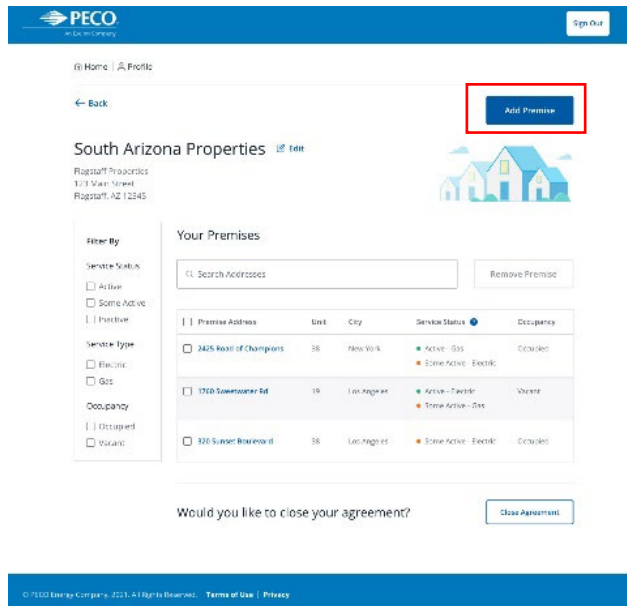 PECO
An Exelon Company
Sign Out
Home | Profile
← Back
Add Premise
South Arizona Properties Edit
Flagstaff Properties
123 Main Street
Flagstaff, AZ 12345
Filter By
Service Status
Active
Some Active
Inactive
Service Type
Electric
Gas
Occupancy
Occupied
Vacant
Your Premises
Search Addresses
Remove Premise
Premise Address Unit City Service Status Occupancy
2425 Road of Champions 38 New York Active - Gas Occupied
Some Active - Electric
1760 Sweetwater Rd 19 Los Angeles Active - Electric Vacant
Some Active - Gas
320 Sunset Boulevard 38 Los Angeles Some Active - Electric Occupied
Would you like to close your agreement?
Close Agreement
© PECO Energy Company, 2021. All Rights Reserved. Terms of Use | Privacy